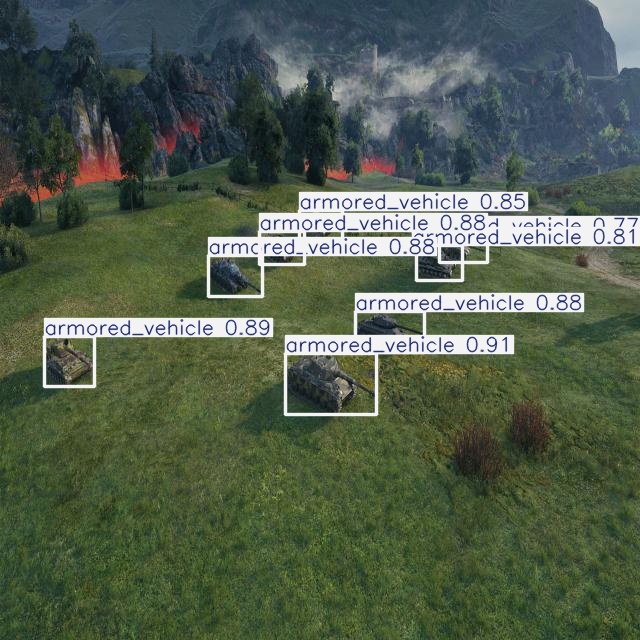 armored_vehicle 0.85
armored_vehicle 0.88
vehicle 0.77
armored_vehicle 0.81
armo 0.88
armored_vehicle 0.88
armored_vehicle 0.89
armored_vehicle 0.91